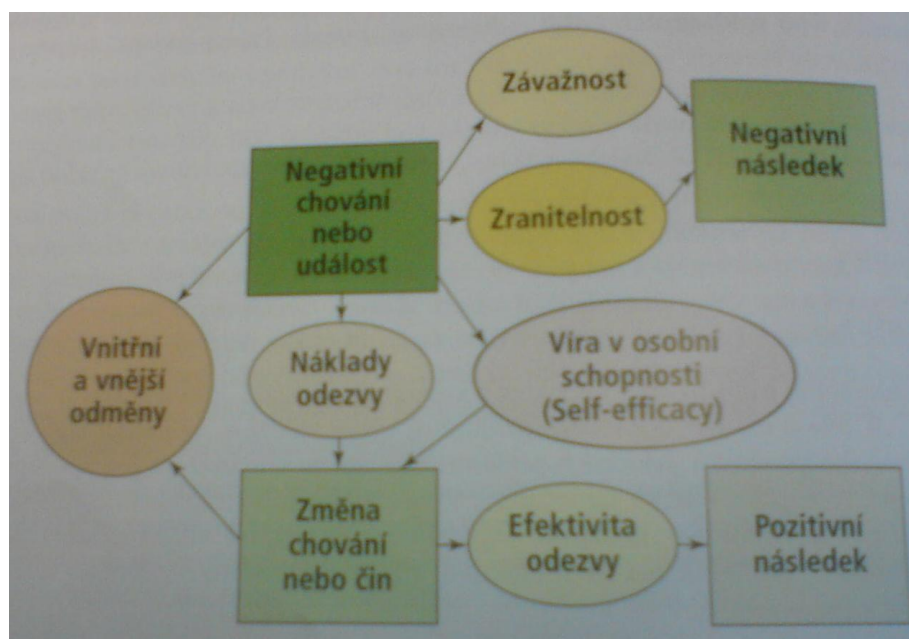 Závažnost
Negativní
následek
Negativní
chování
nebo
událost
Zranitelnost
Vnitřní
a vnější
odměny
Náklady
odezvy
Víra v osobní
schopnosti
(Self-efficacy)
Změna
chování
nebo čin
Efektivita
odezvy
Pozitivní
následek